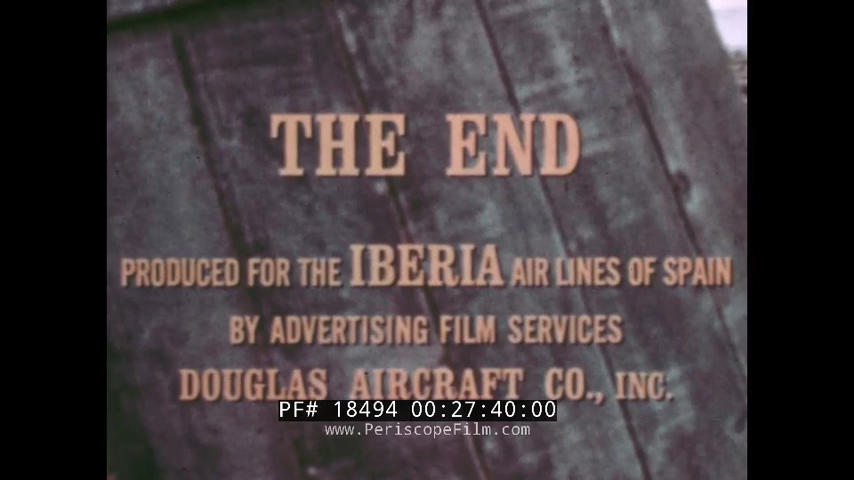 THE END
PRODUCED FOR THE IBERIA AIR LINES OF SPAIN
BY ADVERTISING FILM SERVICES
DOUGLAS AIRCRAFT CO., INC.
PF# 18494 00:27:40:00
www.PeriscopeFilm.com